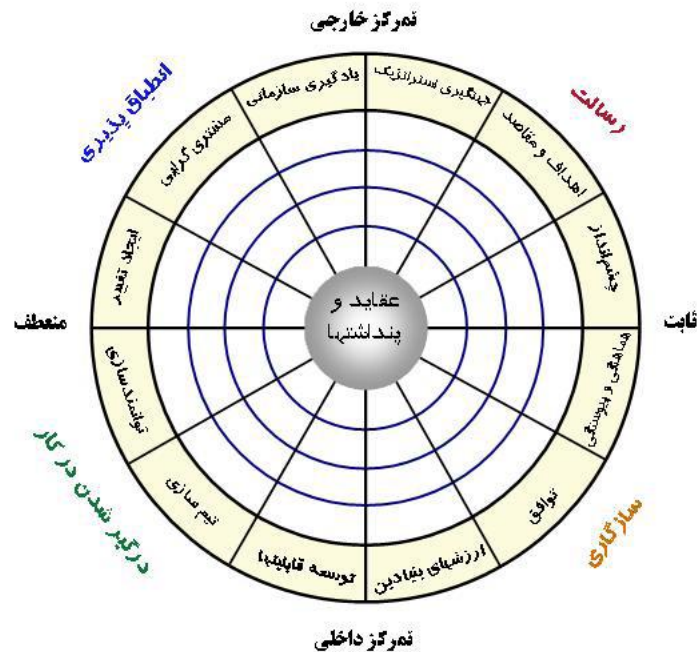 تمرکز خارجی
انطباق پذیری
رسالت
یادگیری سازمانی
جهتگیری استراتژیک
مشتری گرایی
اهداف و مقاصد
ایجاد تغییر
چشم‌انداز
منعطف
عقاید و
پنداشتها
ثابت
توانمندسازی
هماهنگی و پیوستگی
تیم سازی
توافق
توسعه قابلیتها
ارزشهای بنیادین
درگیر شدن در کار
سازگاری
تمرکز داخلی